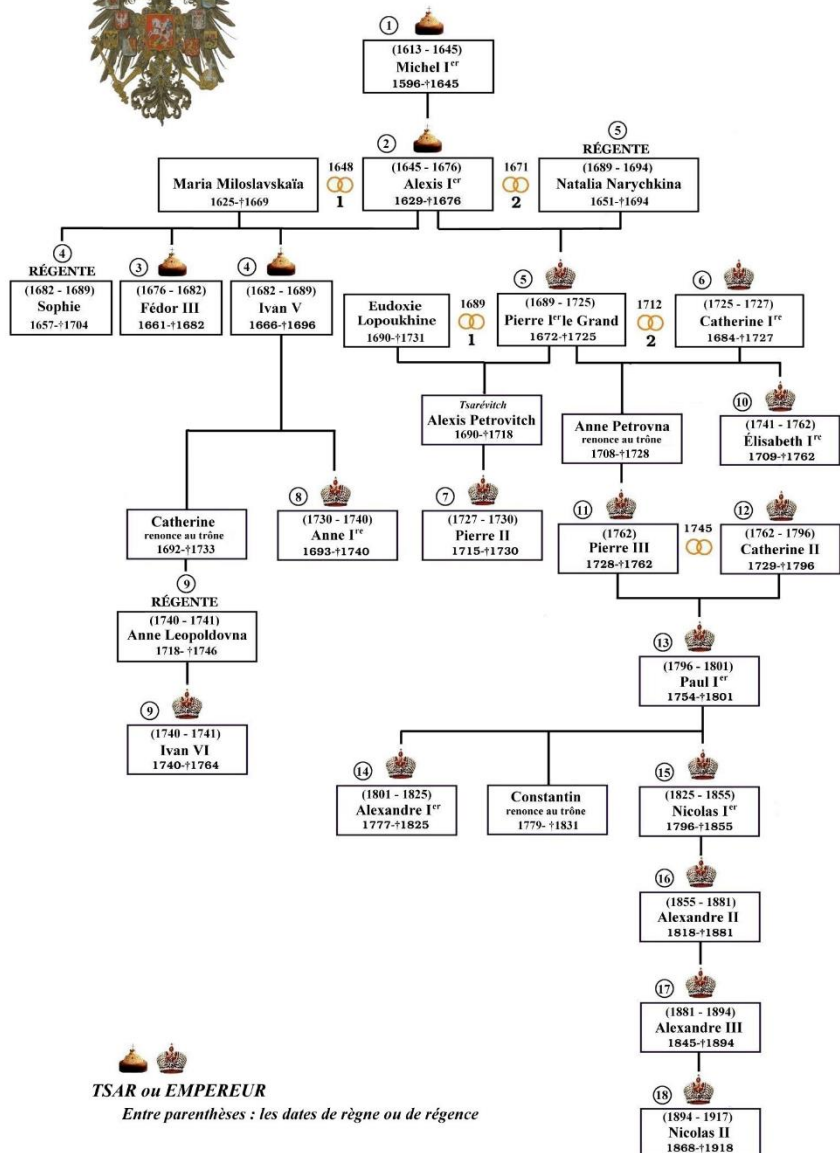 ①
(1613 - 1645)
Michel Iᵉʳ
1596-†1645
②
(1645 - 1676)
Alexis Iᵉʳ
1629-†1676
Maria Miloslavskaïa
1625-†1669
1648
1
1671
2
⑤
RÉGENTE
(1689 - 1694)
Natalia Narychkina
1651-†1694
④
RÉGENTE
(1682 - 1689)
Sophie
1657-†1704
③
(1676 - 1682)
Fédor III
1661-†1682
④
(1682 - 1689)
Ivan V
1666-†1696
Eudoxie
Lopoukhine
1690-†1731
1689
1
⑤
(1689 - 1725)
Pierre Iᵉʳle Grand
1672-†1725
1712
2
⑥
(1725 - 1727)
Catherine Iʳᵉ
1684-†1727
Tsarévitch
Alexis Petrovitch
1690-†1718
Anne Petrovna
renonce au trône
1708-†1728
⑩
(1741 - 1762)
Élisabeth Iʳᵉ
1709-†1762
Catherine
renonce au trône
1692-†1733
⑧
(1730 - 1740)
Anne Iʳᵉ
1693-†1740
⑦
(1727 - 1730)
Pierre II
1715-†1730
⑪
(1762)
Pierre III
1728-†1762
1745
⑫
(1762 - 1796)
Catherine II
1729-†1796
⑨
RÉGENTE
(1740 - 1741)
Anne Leopoldovna
1718- †1746
⑨
(1740 - 1741)
Ivan VI
1740-†1764
⑬
(1796 - 1801)
Paul Iᵉʳ
1754-†1801
⑭
(1801 - 1825)
Alexandre Iᵉʳ
1777-†1825
Constantin
renonce au trône
1779- †1831
⑮
(1825 - 1855)
Nicolas Iᵉʳ
1796-†1855
⑯
(1855 - 1881)
Alexandre II
1818-†1881
⑰
(1881 - 1894)
Alexandre III
1845-†1894
⑱
(1894 - 1917)
Nicolas II
1868-†1918
TSAR ou EMPEREUR
Entre parenthèses : les dates de règne ou de régence